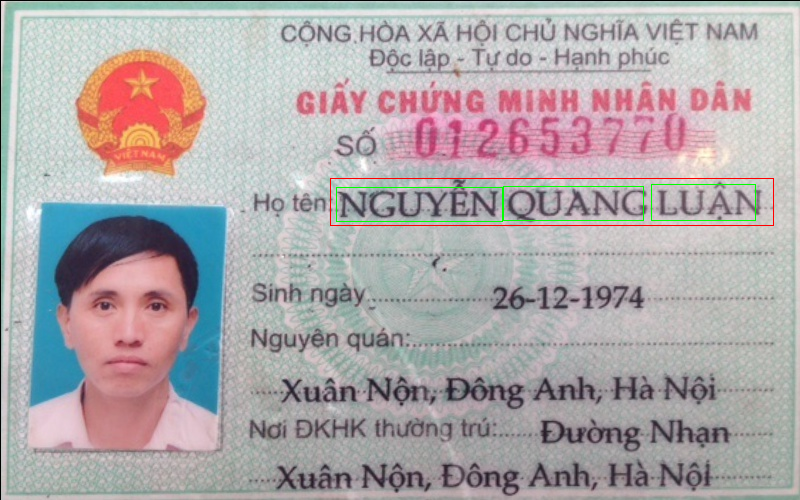 CỘNG HÒA XÃ HỘI CHỦ NGHĨA VIỆT NAM
Độc lập - Tự do - Hạnh phúc
GIẤY CHỨNG MINH NHÂN DÂN
SỐ 012653770
VIỆT NAM
Họ tên: NGUYỄN QUANG LUẬN
Sinh ngày 26-12-1974
Nguyên quán:
Xuân Nộn, Đông Anh, Hà Nội
Nơi ĐKHK thường trú: Đường Nhạn
Xuân Nộn, Đông Anh, Hà Nội